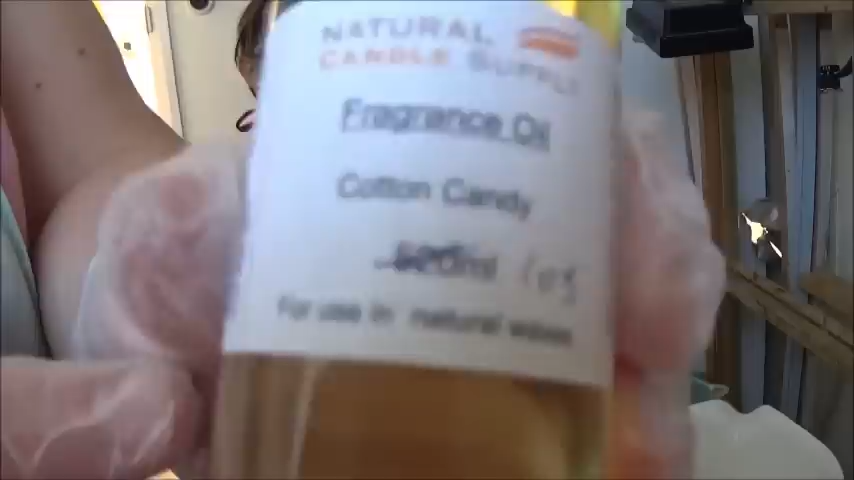 NATURAL
CANDLE SUPPLY
Fragrance Oil
Cotton Candy
For use in natural waxes